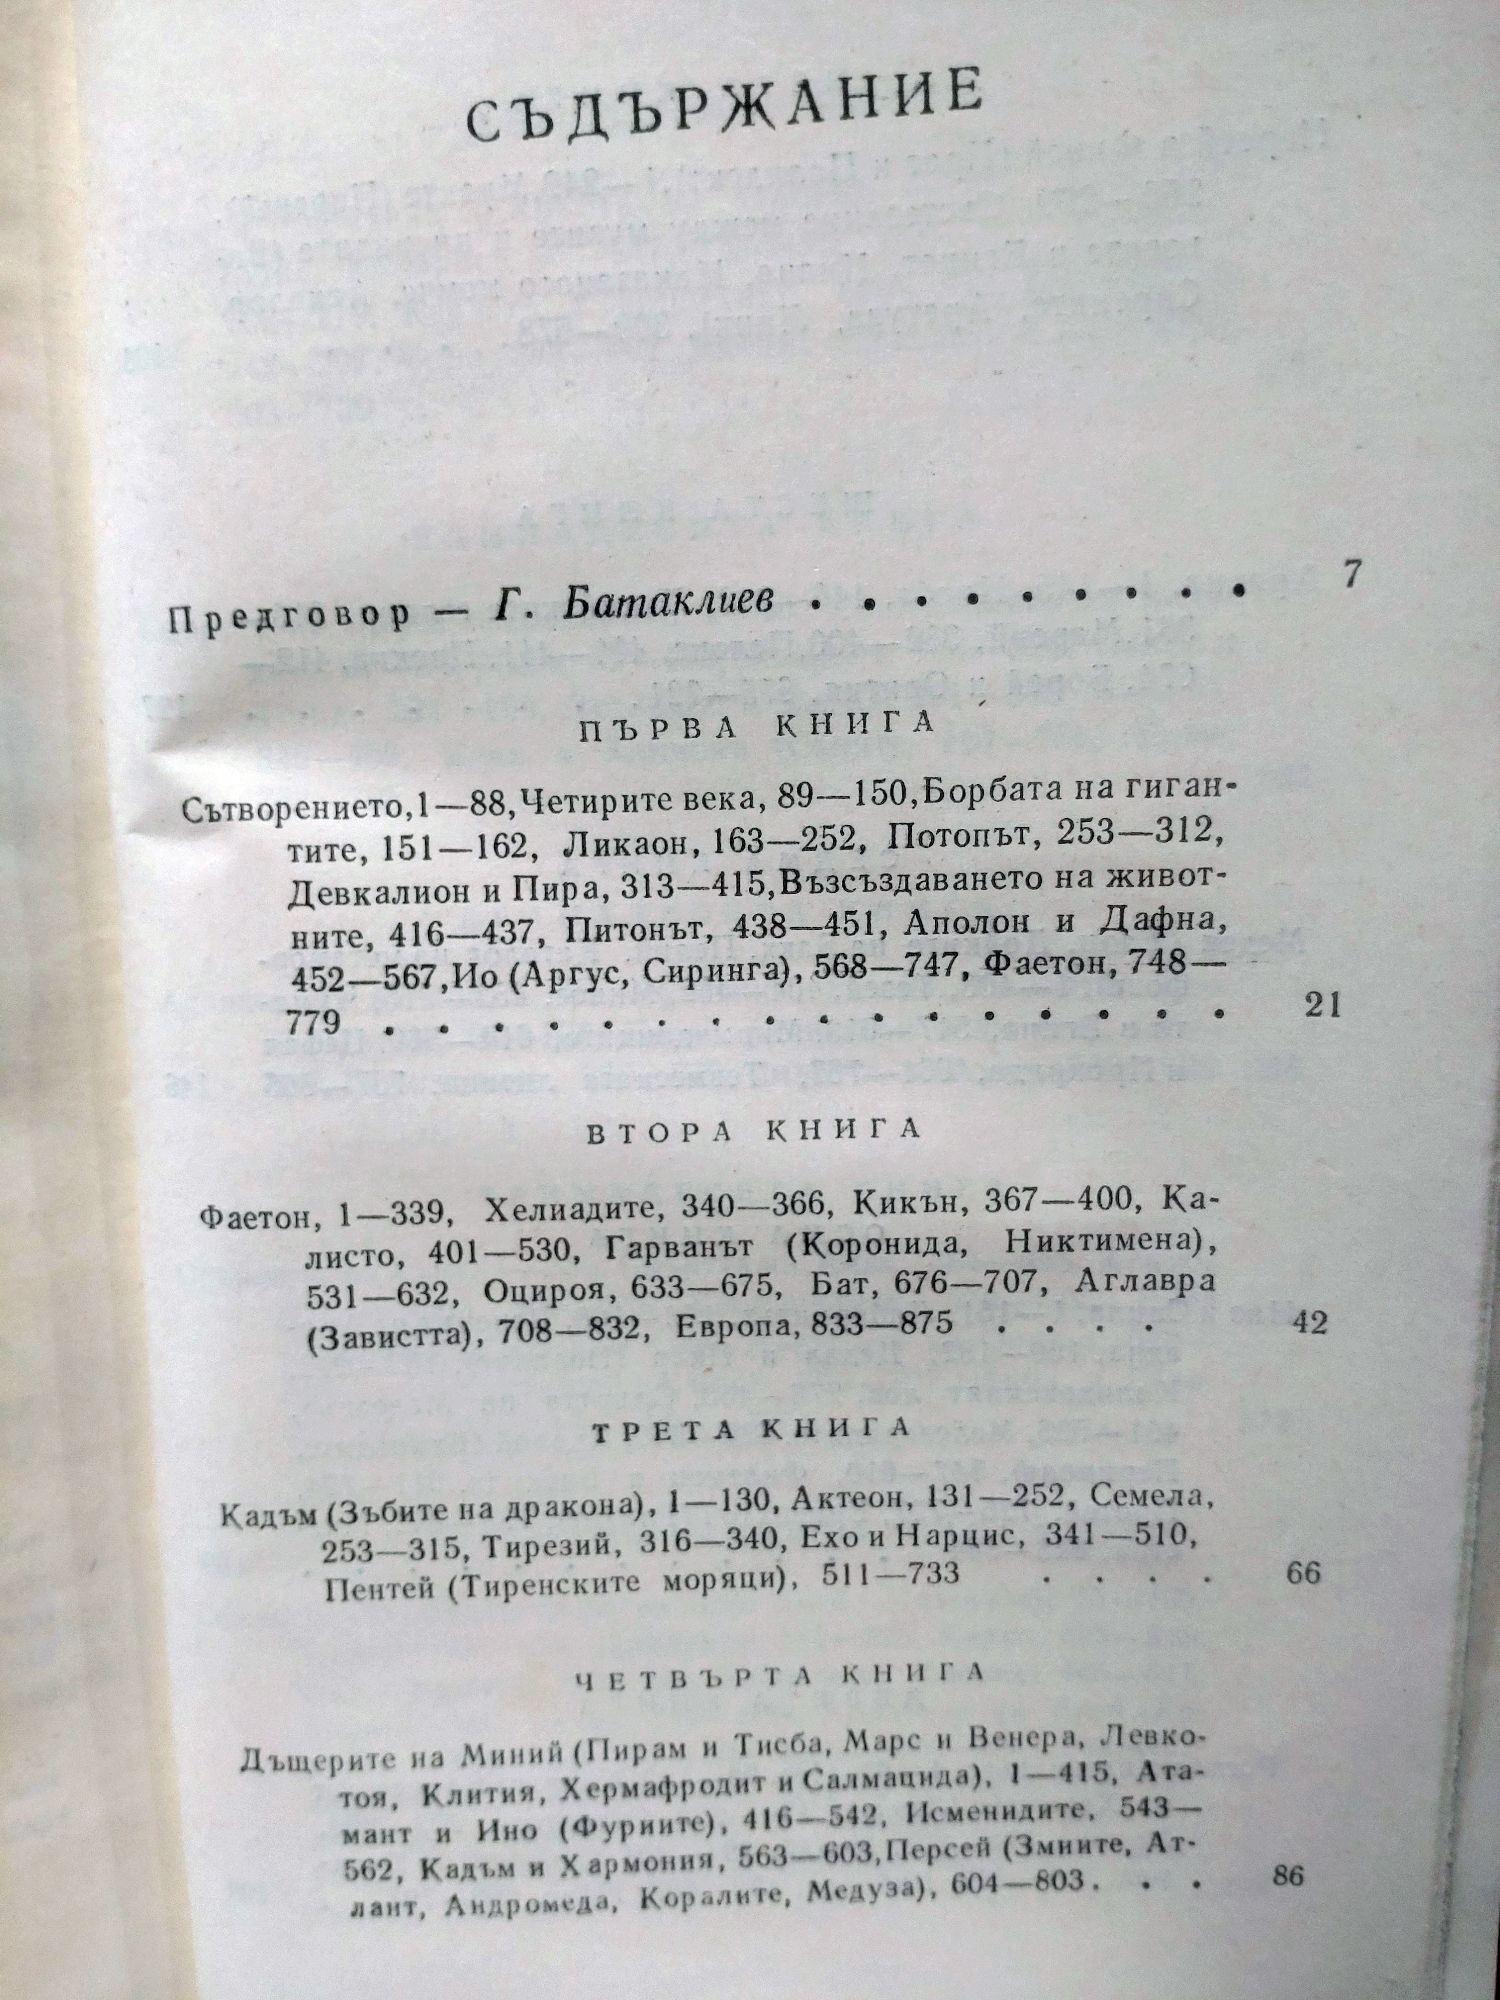 СЪДЪРЖАНИЕ
Предговор — Г. Батаклиев . . . . . . . . . 7
ПЪРВА КНИГА
Сътворението, 1—88, Четирите века, 89—150, Борбата на гиган-
тите, 151—162, Ликаон, 163—252, Потопът, 253—312,
Девкалион и Пира, 313—415, Възсъздаването на живот-
ните, 416—437, Питонът, 438—451, Аполон и Дафна,
452—567, Ио (Аргус, Сиринга), 568—747, Фаетон, 748—
779 . . . . . . . . . . . . . . . . 21
ВТОРА КНИГА
Фаетон, 1—339, Хелиадите, 340—366, Кикън, 367—400, Ка-
листо, 401—530, Гарванът (Коронида, Никтимена),
531—632, Оцироя, 633—675, Бат, 676—707, Аглавра
(Завистта), 708—832, Европа, 833—875 . . . . 42
ТРЕТА КНИГА
Кадъм (Зъбите на дракона), 1—130, Актеон, 131—252, Семела,
253—315, Тирезий, 316—340, Ехо и Нарцис, 341—510,
Пентей (Тиренските моряци), 511—733 . . . . 66
ЧЕТВЪРТА КНИГА
Дъщерите на Миний (Пирам и Тисба, Марс и Венера, Левко-
тоя, Клития, Хермафродит и Салмацида), 1—415, Ата-
мант и Ино (Фуриите), 416—542, Исменидите, 543—
562, Кадъм и Хармония, 563—603, Персей (Змиите, Ат-
лант, Андромеда, Коралите, Медуза), 604—803 . . . 86